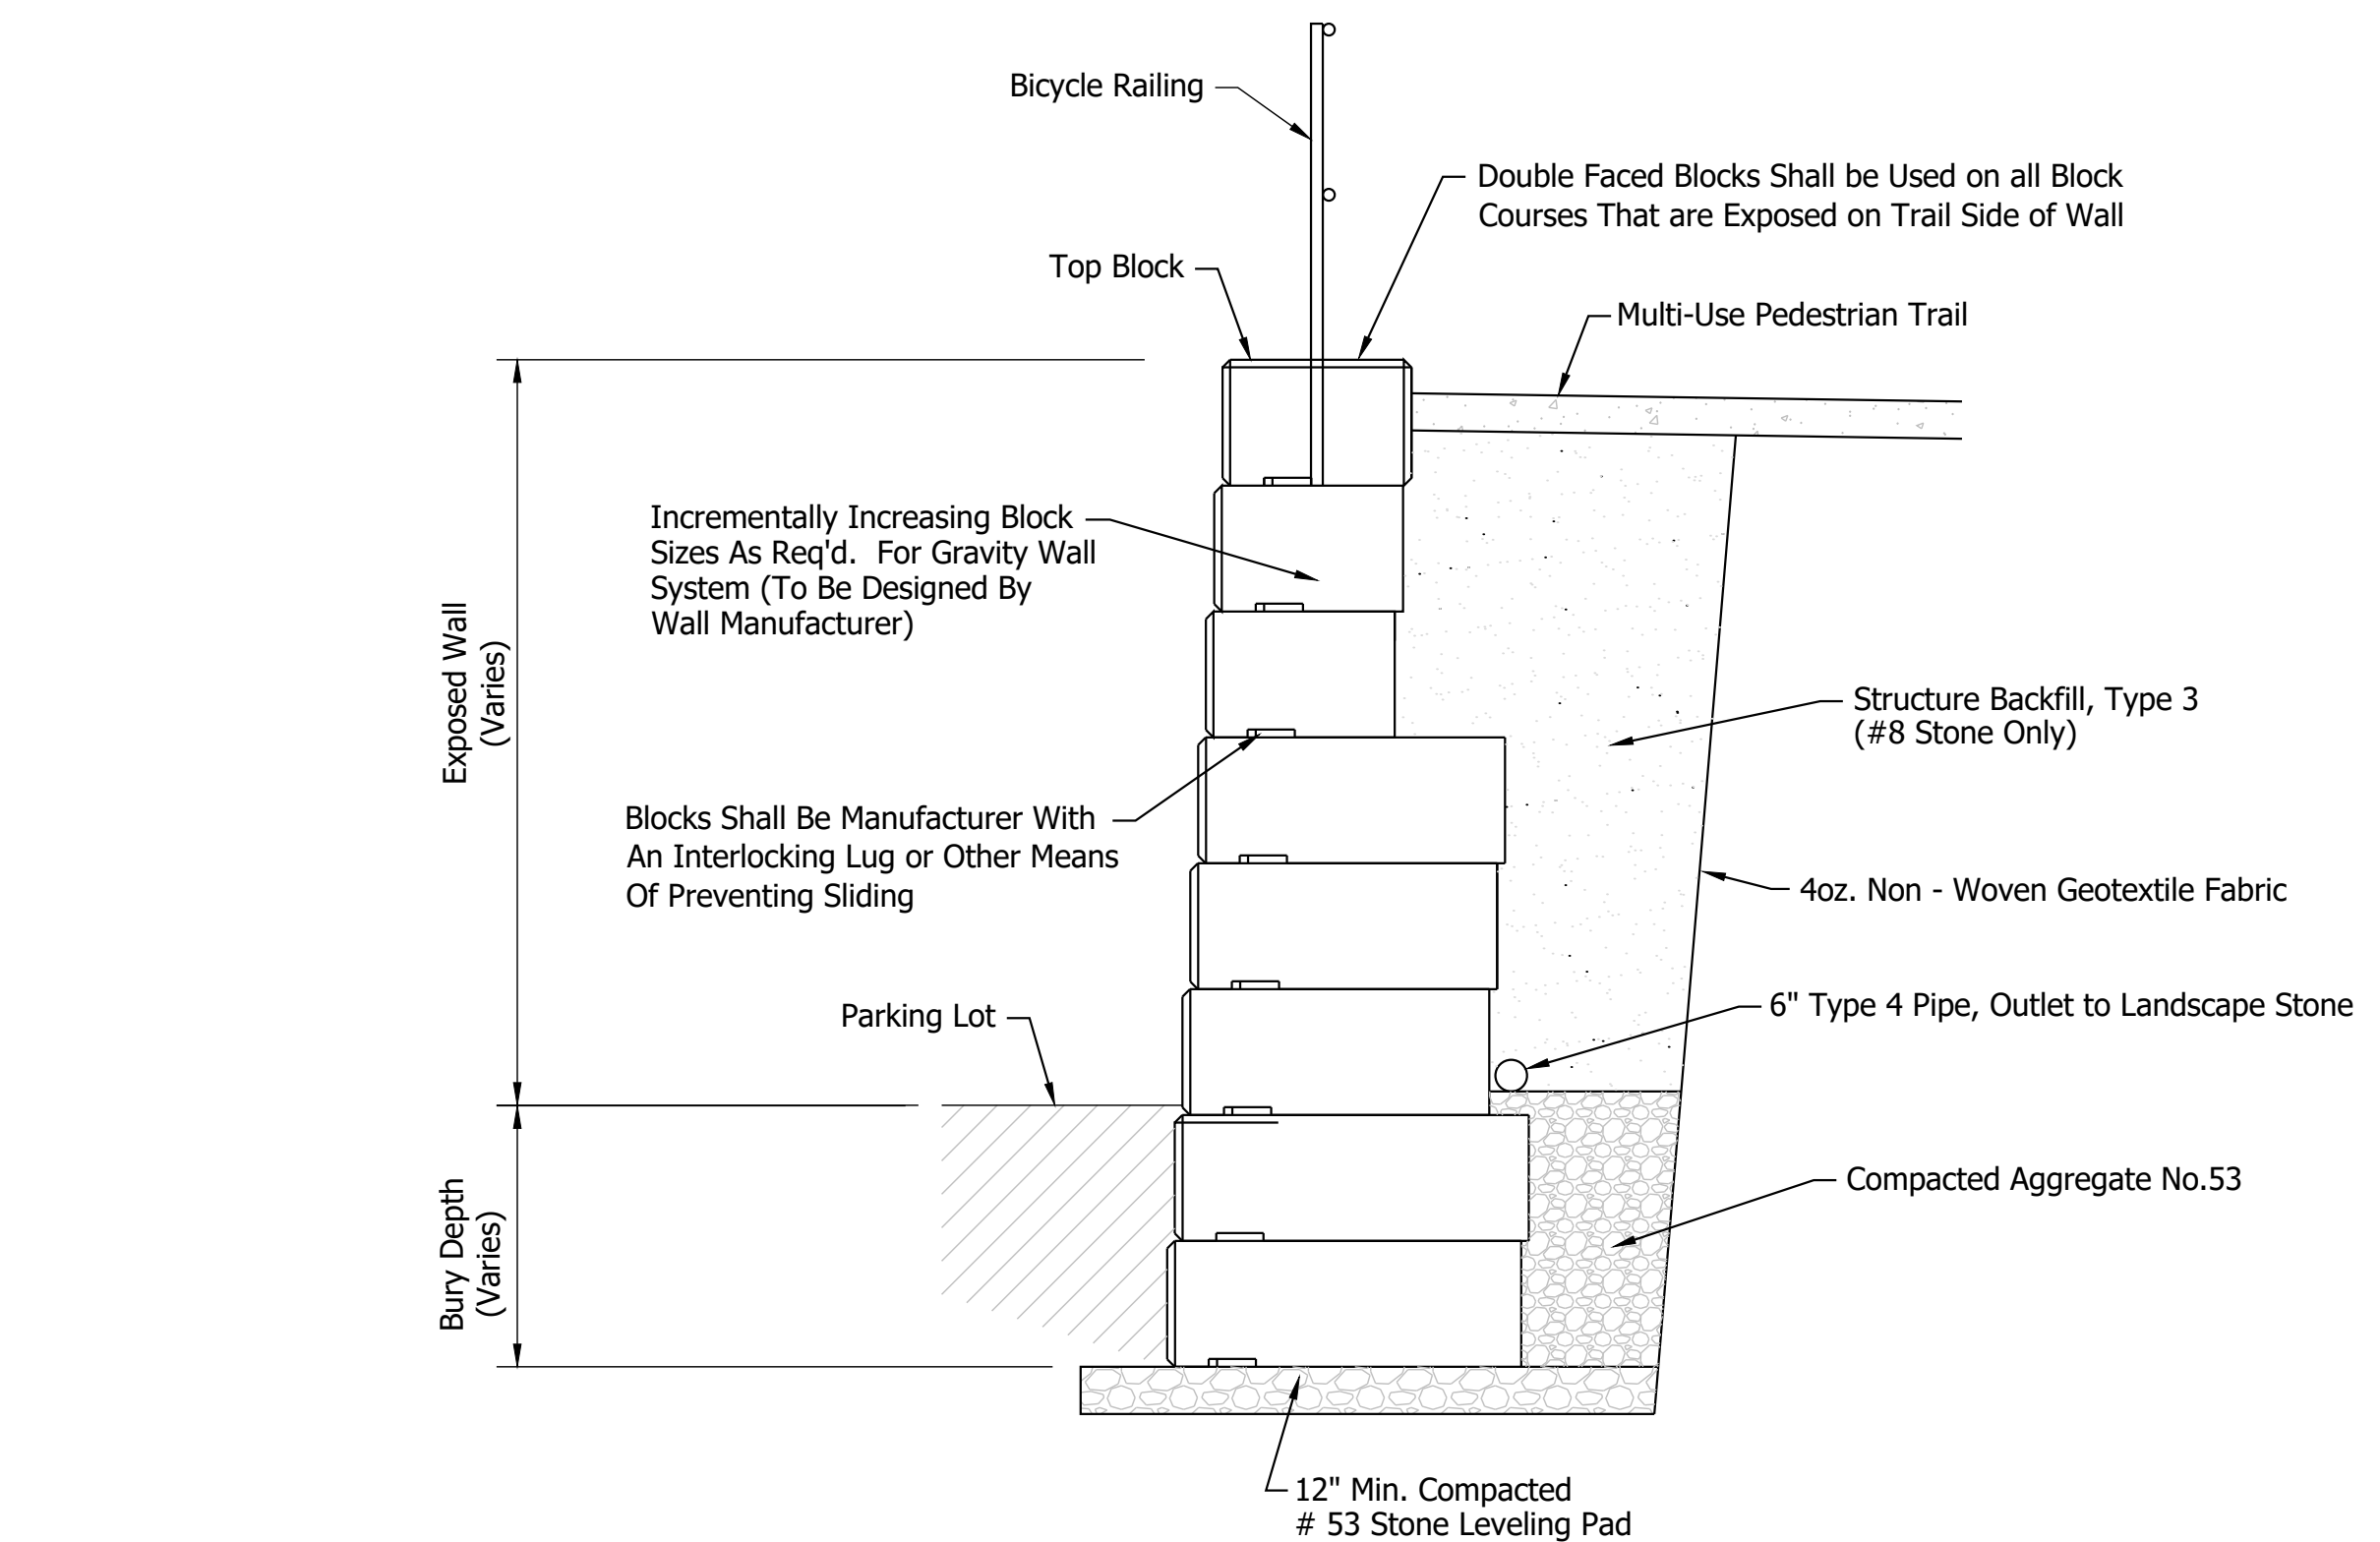 Bicycle Railing
Double Faced Blocks Shall be Used on all Block
Courses That are Exposed on Trail Side of Wall
Top Block
Multi-Use Pedestrian Trail
Incrementally Increasing Block
Sizes As Req'd. For Gravity Wall
System (To Be Designed By
Wall Manufacturer)
Exposed Wall
(Varies)
Structure Backfill, Type 3
(#8 Stone Only)
Blocks Shall Be Manufacturer With
An Interlocking Lug or Other Means
Of Preventing Sliding
4oz. Non - Woven Geotextile Fabric
Parking Lot
6" Type 4 Pipe, Outlet to Landscape Stone
Bury Depth
(Varies)
Compacted Aggregate No.53
12" Min. Compacted
# 53 Stone Leveling Pad